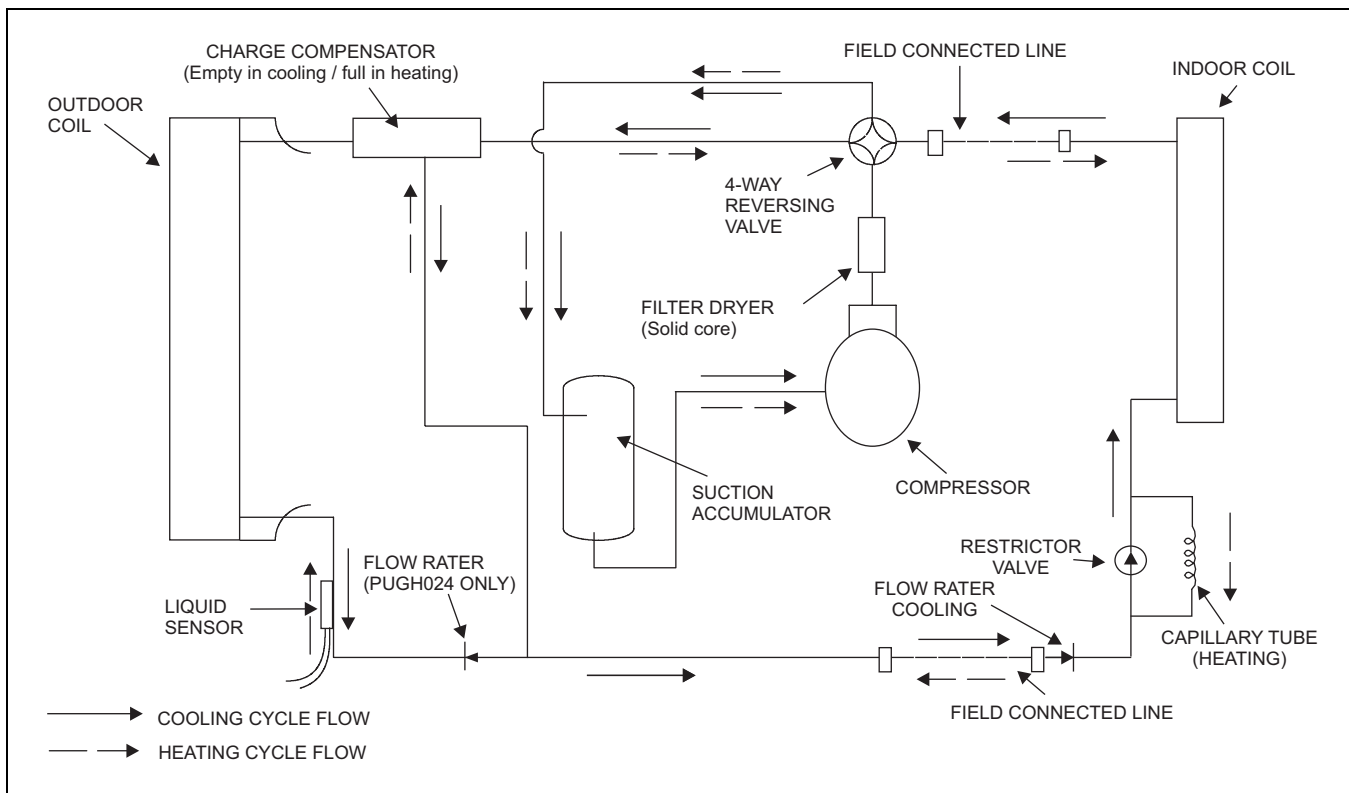 CHARGE COMPENSATOR
(Empty in cooling / full in heating)
FIELD CONNECTED LINE
INDOOR COIL
OUTDOOR
COIL
4-WAY
REVERSING
VALVE
FILTER DRYER
(Solid core)
SUCTION
ACCUMULATOR
COMPRESSOR
FLOW RATER
(PUGH024 ONLY)
RESTRICTOR
VALVE
FLOW RATER
COOLING
LIQUID
SENSOR
CAPILLARY TUBE
(HEATING)
FIELD CONNECTED LINE
COOLING CYCLE FLOW
HEATING CYCLE FLOW